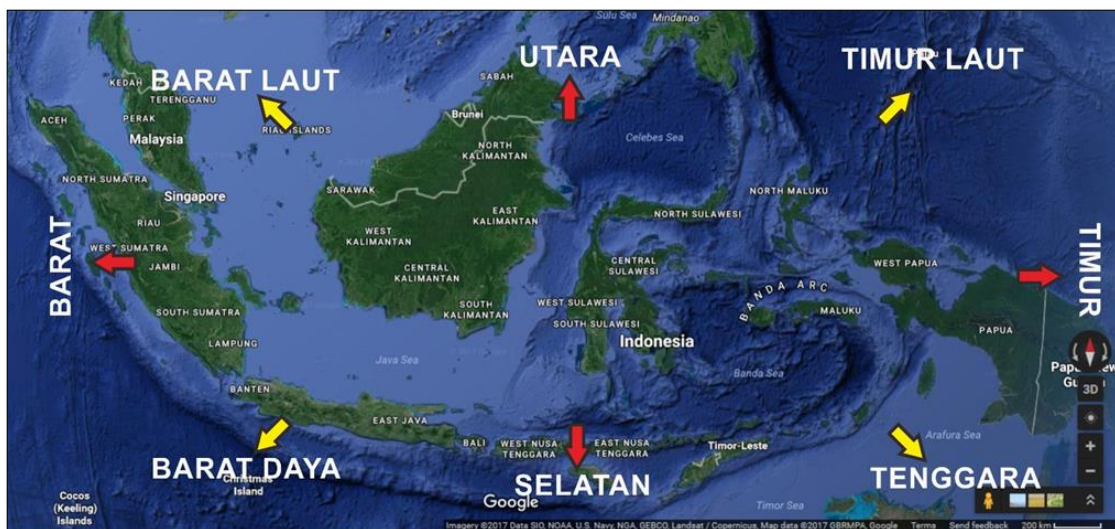 Sulu Sea
Mindanao
UTARA
TIMUR LAUT
BARAT LAUT
KEDAH
TERENGGANU
SABAH
ACEH
PERAK
Malaysia
Brunei
Celebes Sea
NORTH
KALIMANTAN
NORTH SUMATRA
Singapore
SARAWAK
NORTH MALUKU
RIAU
EAST
KALIMANTAN
NORTH SULAWESI
BARAT
WEST SUMATRA
JAMBI
WEST
KALIMANTAN
CENTRAL
KALIMANTAN
CENTRAL
SULAWESI
WEST PAPUA
TIMUR
SOUTH SUMATRA
SOUTH
KALIMANTAN
WEST SULAWESI
SOUTH SULAWESI
BANDA ARC
MALUKU
PAPUA
LAMPUNG
Indonesia
Java Sea
Banda Sea
BANTEN
EAST JAVA
BALI
WEST NUSA
TENGGARA
EAST NUSA
TENGGARA
Timor-Leste
Arafura Sea
3D
BARAT DAYA
SELATAN
TENGGARA
Christmas
Island
Cocos
(Keeling)
Islands
Google
Timor Sea
Imagery ©2017 Data SIO, NOAA, U.S. Navy, NGA, GEBCO, Landsat / Copernicus, Map data ©2017 GBRMPA, Google Terms Send feedback 200 km